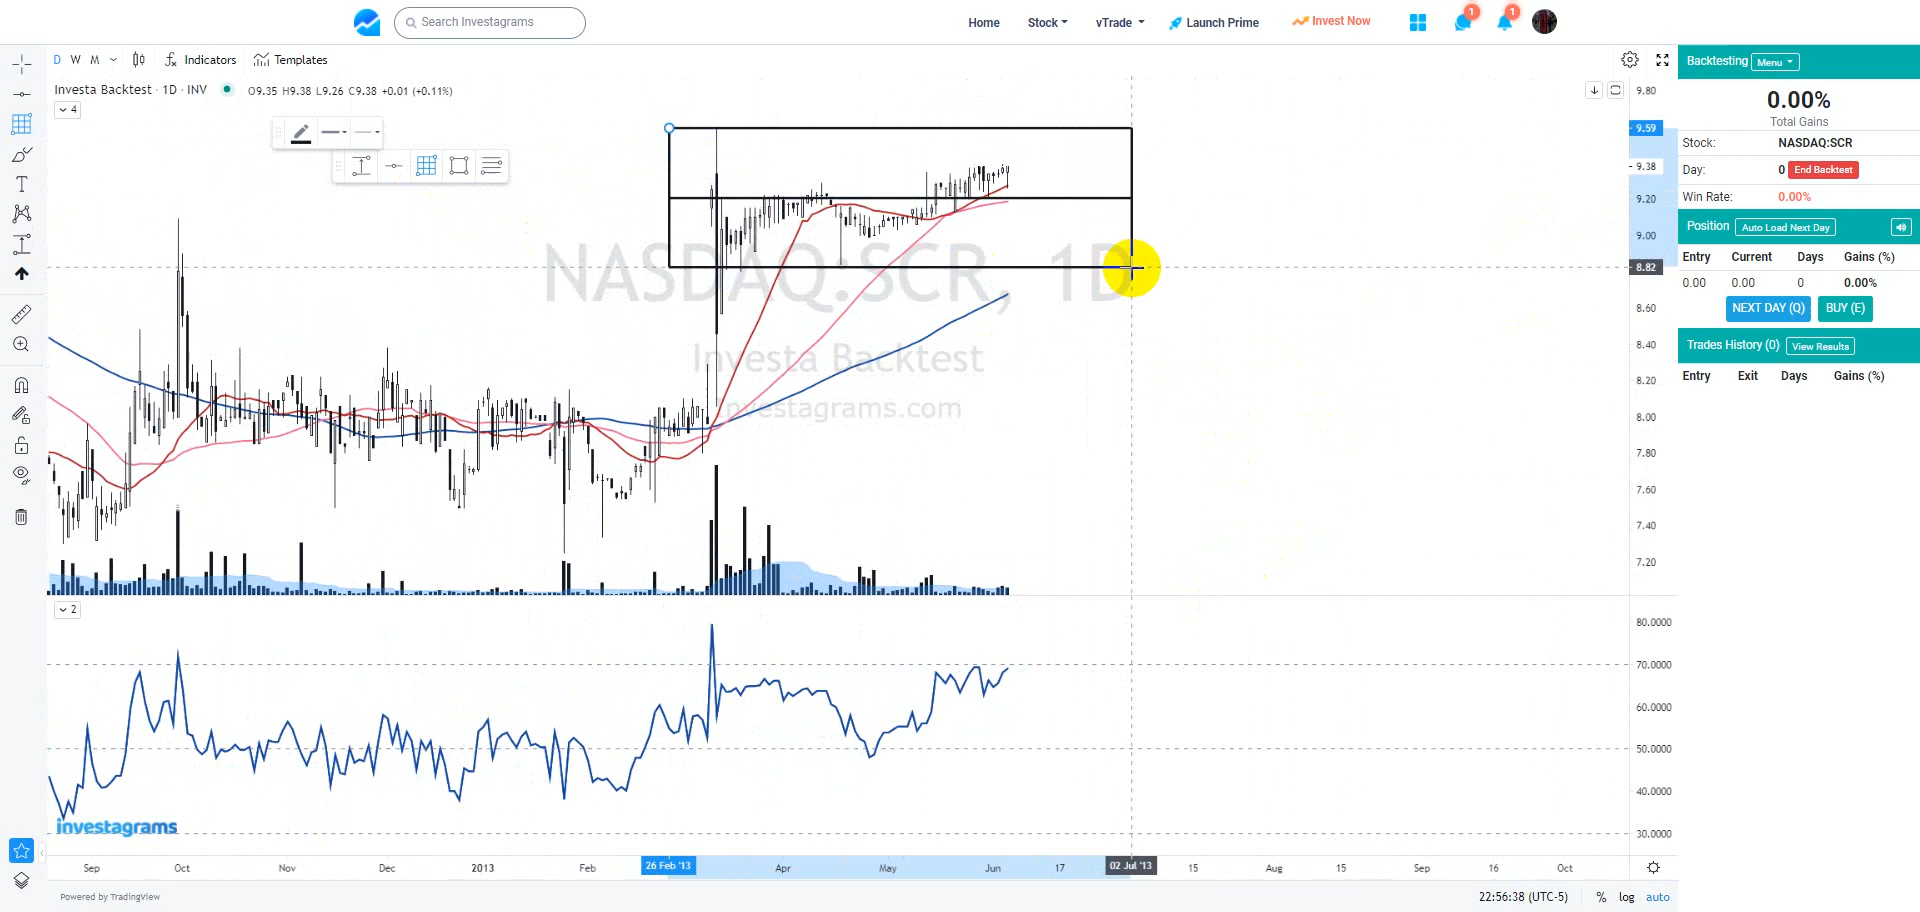 Search Investagrams
Home
Stock
vTrade
Launch Prime
Invest Now
1
1
D
W
M
Indicators
Templates
Backtesting
Menu
Investa Backtest · 1D · INV
O9.35 H9.38 L9.26 C9.38 +0.01 (+0.11%)
4
0.00%
Total Gains
Stock:
NASDAQ:SCR
Day:
0
End Backtest
Win Rate:
0.00%
Position
Auto Load Next Day
Entry
Current
Days
Gains (%)
0.00
0.00
0
0.00%
NEXT DAY (Q)
BUY (E)
Trades History (0)
View Results
Entry
Exit
Days
Gains (%)
NASDAQ:SCR, 1D
Investa Backtest
investagrams.com
9.80
9.59
9.38
9.20
9.00
8.82
8.60
8.40
8.20
8.00
7.80
7.60
7.40
7.20
2
80.0000
70.0000
60.0000
50.0000
40.0000
30.0000
investagrams
Sep
Oct
Nov
Dec
2013
Feb
26 Feb '13
Apr
May
Jun
17
02 Jul '13
15
Aug
15
Sep
16
Oct
Powered by TradingView
22:56:38 (UTC-5)
%
log
auto